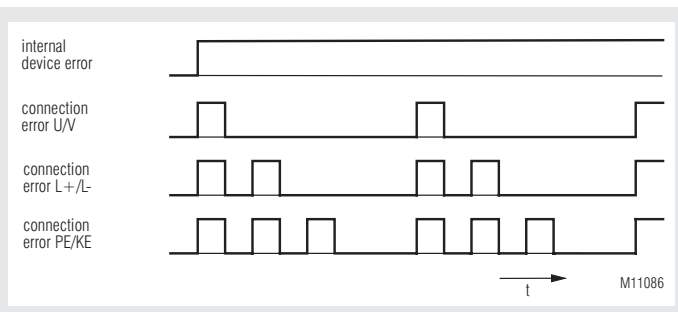 internal
device error
connection
error U/V
connection
error L+/L-
connection
error PE/KE
t
M11086